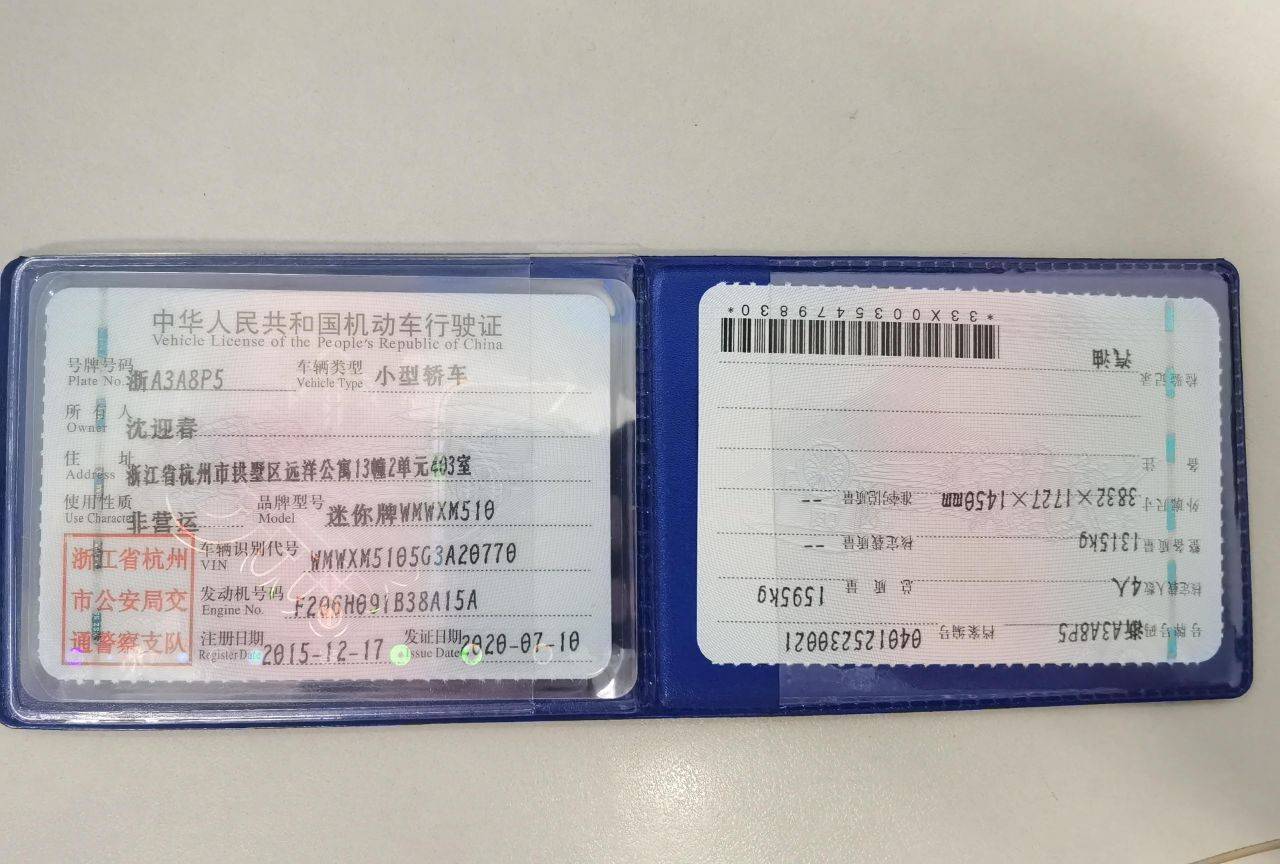 中华人民共和国机动车行驶证
Vehicle License of the People's Republic of China
号牌号码 浙A3A8P5 车辆类型 小型轿车
Plate No. Vehicle Type
所有人 沈迎春
Owner
住址 浙江省杭州市拱墅区远洋公寓13幢2单元403室
Address
使用性质 非营运 品牌型号 迷你牌WMWXM510
Use Character Model
浙江省杭州
市公安局交
通警察支队
车辆识别代号 WMWXM5105G3A20770
VIN
发动机号码 F206H091B38A15A
Engine No.
注册日期 2015-12-17 发证日期 2020-07-10
Register Date Issue Date
号牌号码 浙A3A8P5 档案编号 040125230021
核定载人数 4人 总质量 1595kg
整备质量 1315kg 核定载质量 --
外廓尺寸 3832×1727×1450mm 准牵引总质量 --
备注
检验记录
汽油
*33X0035479830*